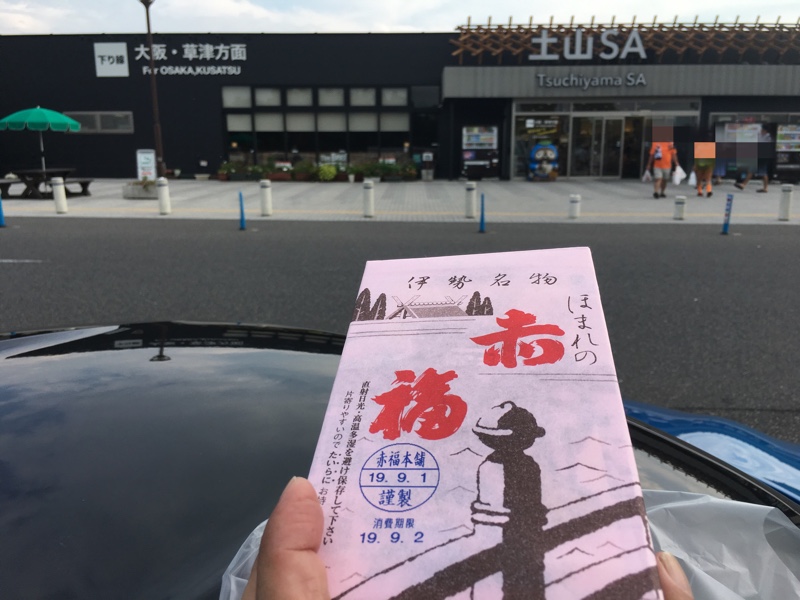 下り線
大阪・草津方面
For OSAKA,KUSATSU
土山SA
Tsuchiyama SA
伊勢名物
ほまれの
赤
福
直射日光・高温多湿を避け保存して下さい
片寄りやすいのでたいらにお持
赤福本舗
19.9.1
謹製
消費期限
19.9.2